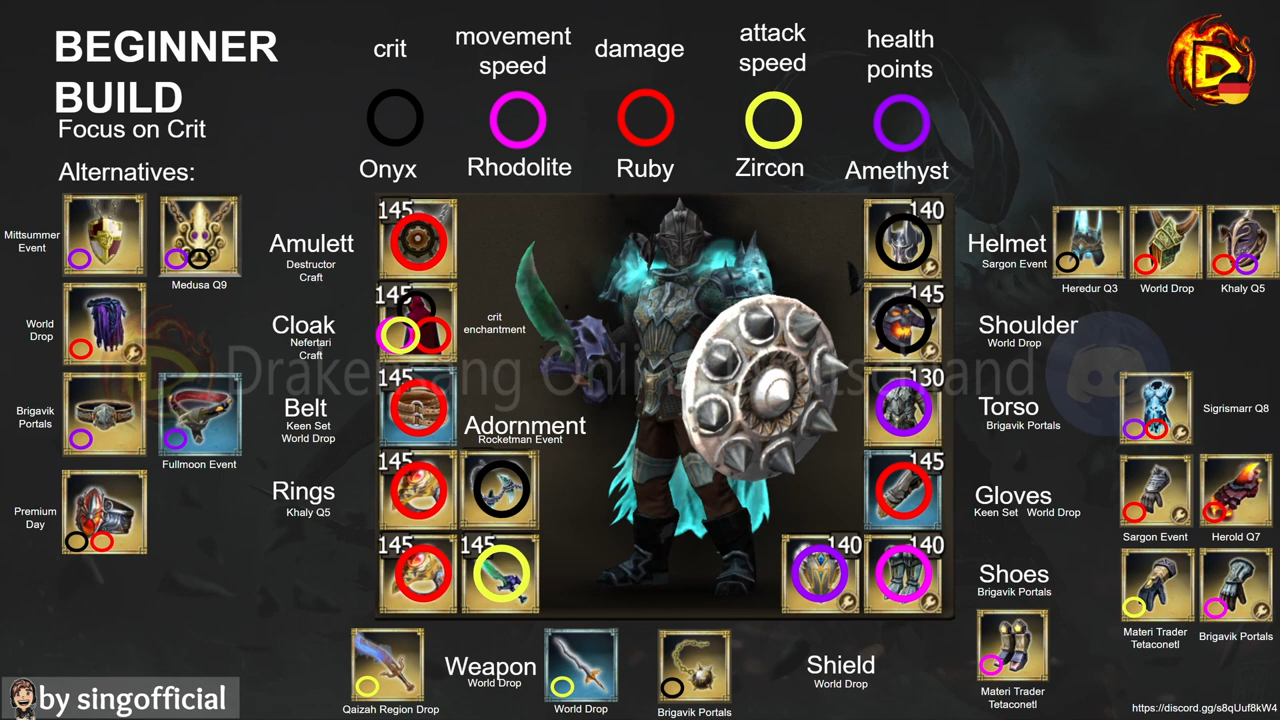 BEGINNER
BUILD
Focus on Crit
crit
movement
speed
damage
attack
speed
health
points
Onyx
Rhodolite
Ruby
Zircon
Amethyst
D
Alternatives:
Mittsummer
Event
Medusa Q9
World
Drop
Brigavik
Portals
Fullmoon Event
Premium
Day
Amulett
Destructor
Craft
Cloak
Nefertari
Craft
crit
enchantment
Belt
Keen Set
World Drop
Adornment
Rocketman Event
Rings
Khaly Q5
145
145
145
145
145
145
140
145
130
145
140
140
Drakensang Online Deutschland
Helmet
Sargon Event
Heredur Q3
World Drop
Khaly Q5
Shoulder
World Drop
Torso
Brigavik Portals
Sigrismarr Q8
Gloves
Keen Set World Drop
Sargon Event
Herold Q7
Shoes
Brigavik Portals
Materi Trader
Tetaconetl
Brigavik Portals
Materi Trader
Tetaconetl
Qaizah Region Drop
Weapon
World Drop
World Drop
Brigavik Portals
Shield
World Drop
by singofficial
https://discord.gg/s8qUuf8kW4